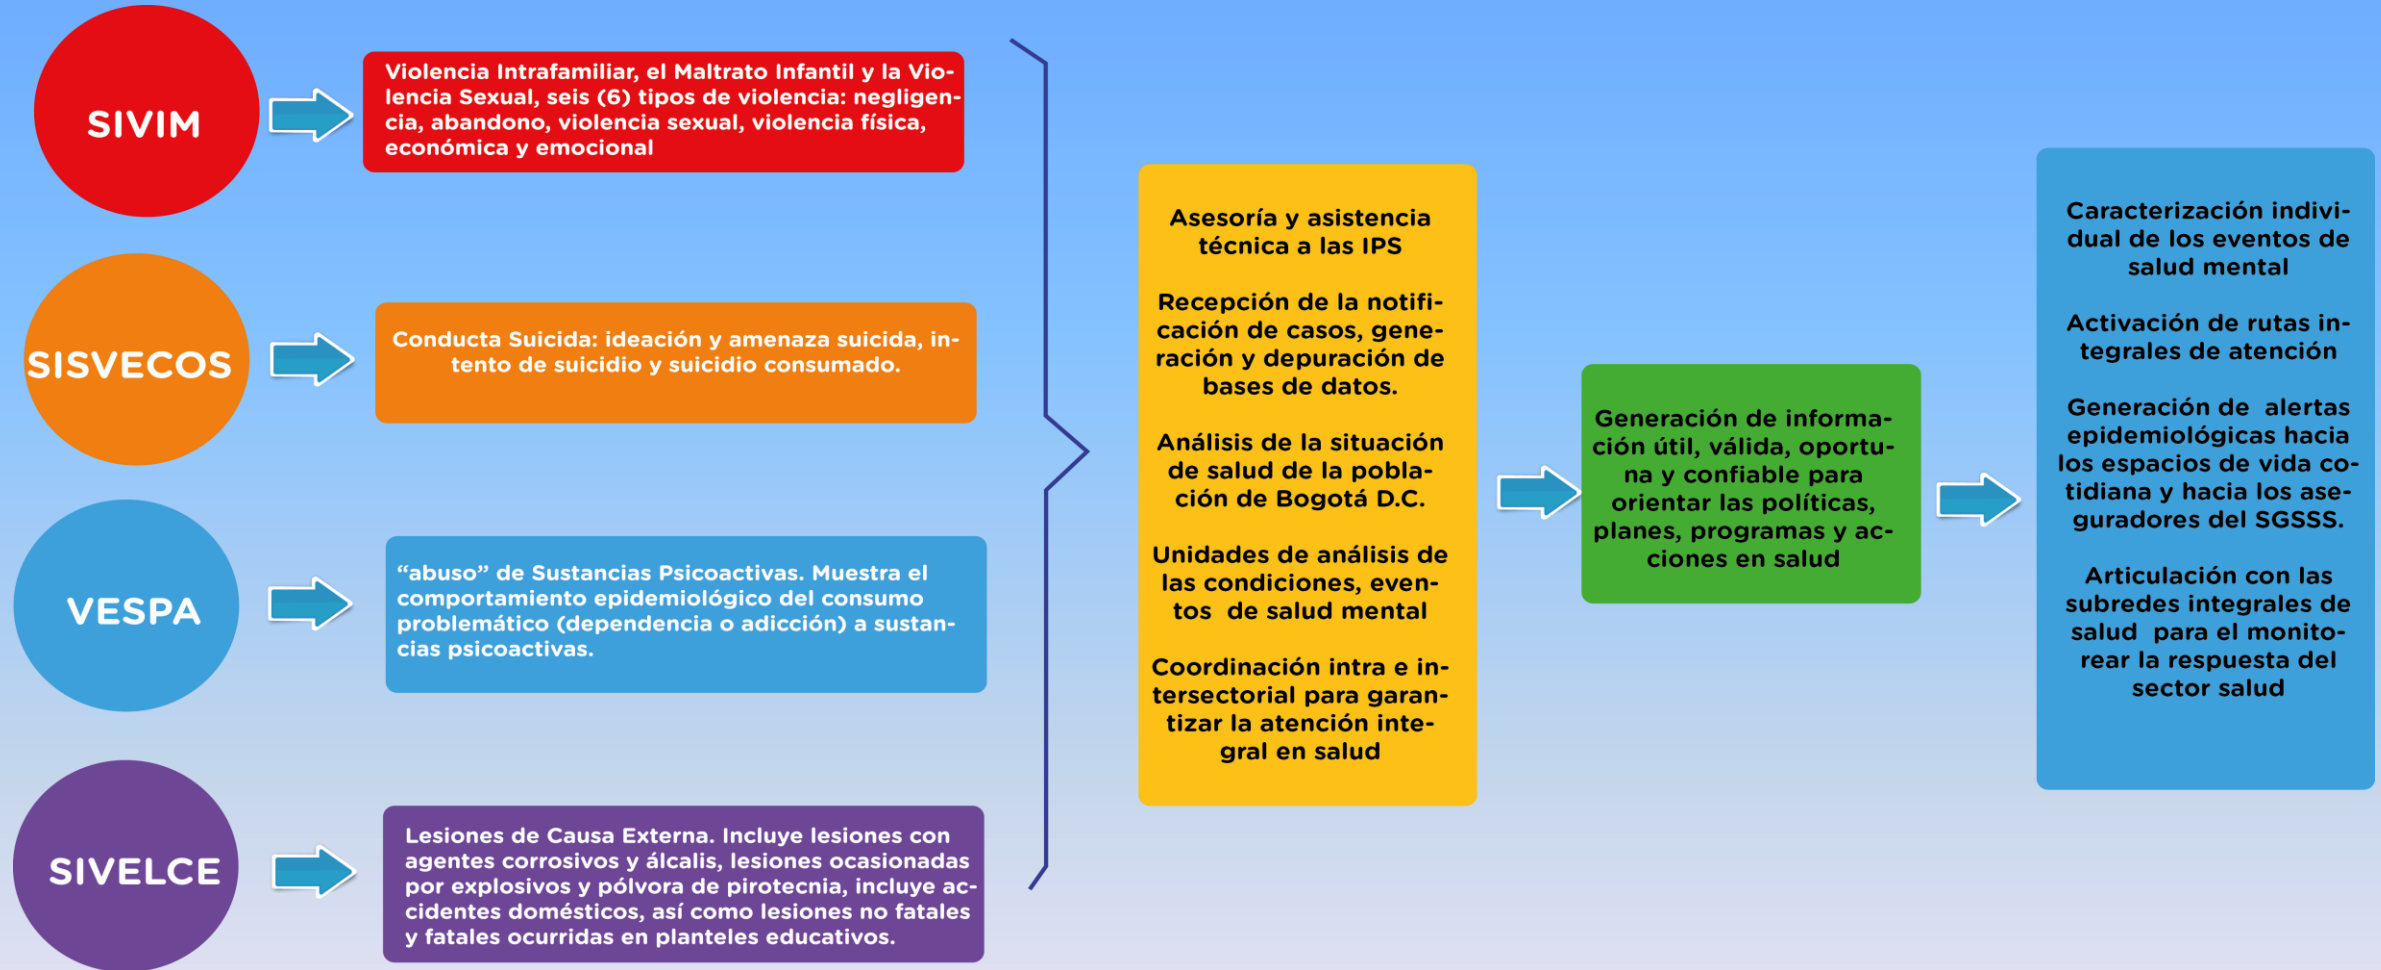 SIVIM
Violencia Intrafamiliar, el Maltrato Infantil y la Vio-
lencia Sexual, seis (6) tipos de violencia: negligen-
cia, abandono, violencia sexual, violencia física,
económica y emocional
SISVECOS
Conducta Suicida: ideación y amenaza suicida, in-
tento de suicidio y suicidio consumado.
VESPA
“abuso” de Sustancias Psicoactivas. Muestra el
comportamiento epidemiológico del consumo
problemático (dependencia o adicción) a sustan-
cias psicoactivas.
SIVELCE
Lesiones de Causa Externa. Incluye lesiones con
agentes corrosivos y álcalis, lesiones ocasionadas
por explosivos y pólvora de pirotecnia, incluye ac-
cidentes domésticos, así como lesiones no fatales
y fatales ocurridas en planteles educativos.
Asesoría y asistencia
técnica a las IPS
Recepción de la notifi-
cación de casos, gene-
ración y depuración de
bases de datos.
Análisis de la situación
de salud de la pobla-
ción de Bogotá D.C.
Unidades de análisis de
las condiciones, even-
tos de salud mental
Coordinación intra e in-
tersectorial para garan-
tizar la atención inte-
gral en salud
Generación de informa-
ción útil, válida, oportu-
na y confiable para
orientar las políticas,
planes, programas y ac-
ciones en salud
Caracterización indivi-
dual de los eventos de
salud mental
Activación de rutas in-
tegrales de atención
Generación de alertas
epidemiológicas hacia
los espacios de vida co-
tidiana y hacia los ase-
guradores del SGSSS.
Articulación con las
subredes integrales de
salud para el monito-
rear la respuesta del
sector salud